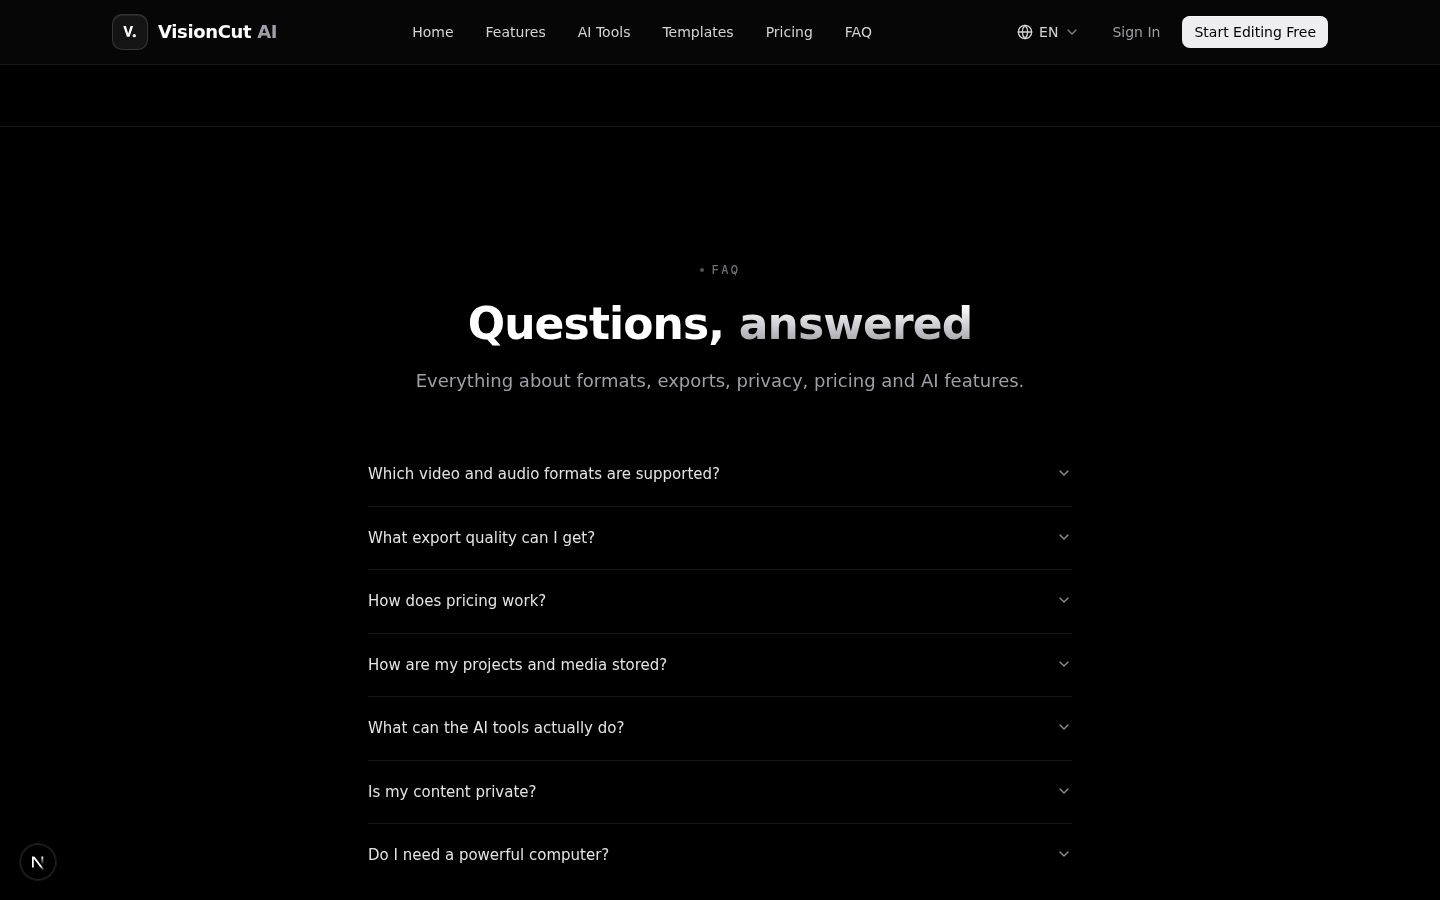 V. VisionCut AI Home Features AI Tools Templates Pricing FAQ EN Sign In Start Editing Free
FAQ
Questions, answered
Everything about formats, exports, privacy, pricing and AI features.
Which video and audio formats are supported?
What export quality can I get?
How does pricing work?
How are my projects and media stored?
What can the AI tools actually do?
Is my content private?
Do I need a powerful computer?
N